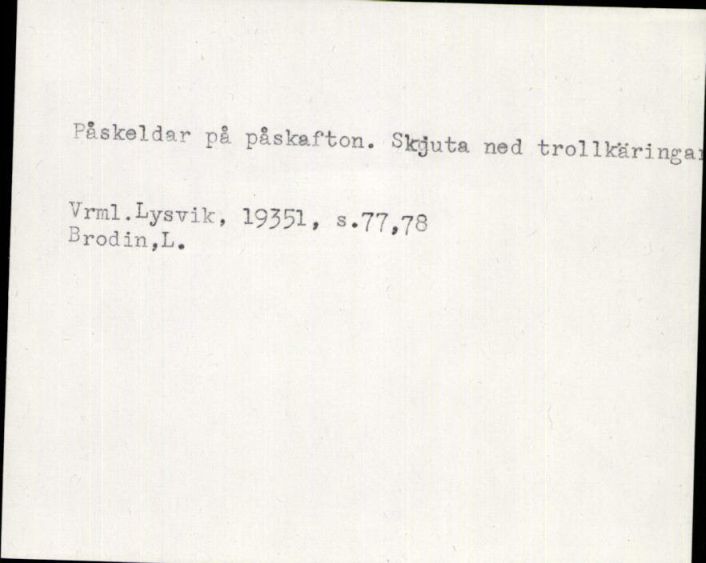 Påskeldar på påskafton. Skjuta ned trollkäringar
Vrml.Lysvik, 19351, s.77,78
Brodin,L.